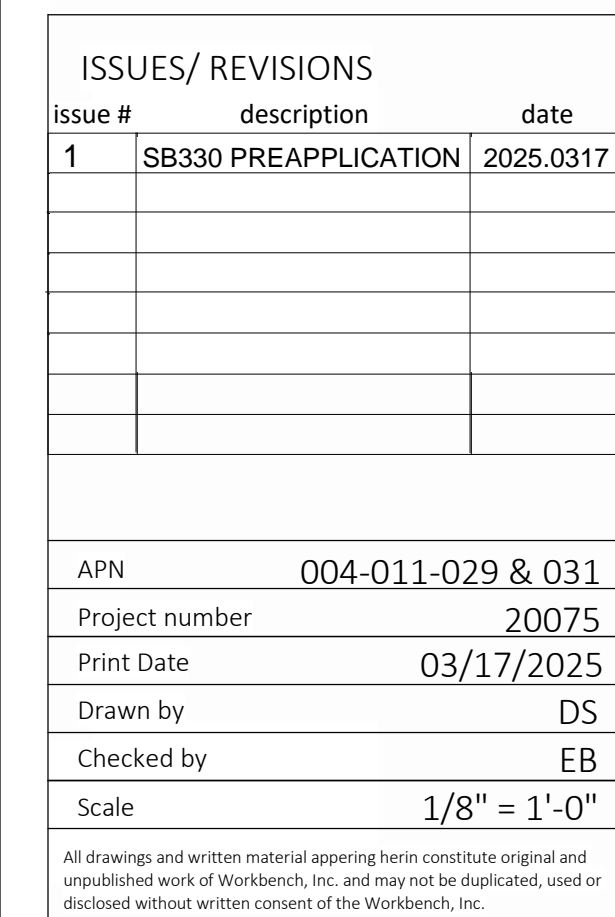 ISSUES/ REVISIONS
issue # description date
1 SB330 PREAPPLICATION 2025.0317
APN 004-011-029 & 031
Project number 20075
Print Date 03/17/2025
Drawn by DS
Checked by EB
Scale 1/8" = 1'-0"
All drawings and written material appering herin constitute original and
unpublished work of Workbench, Inc. and may not be duplicated, used or
disclosed without written consent of the Workbench, Inc.